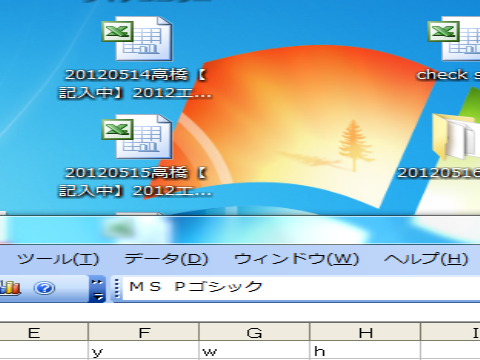 20120514高橋【
記入中】2012エ...
check s
20120515高橋【
記入中】2012エ...
20120516
ツール(T) データ(D) ウィンドウ(W) ヘルプ(H)
ＭＳ Ｐゴシック
E F G H I
y w h